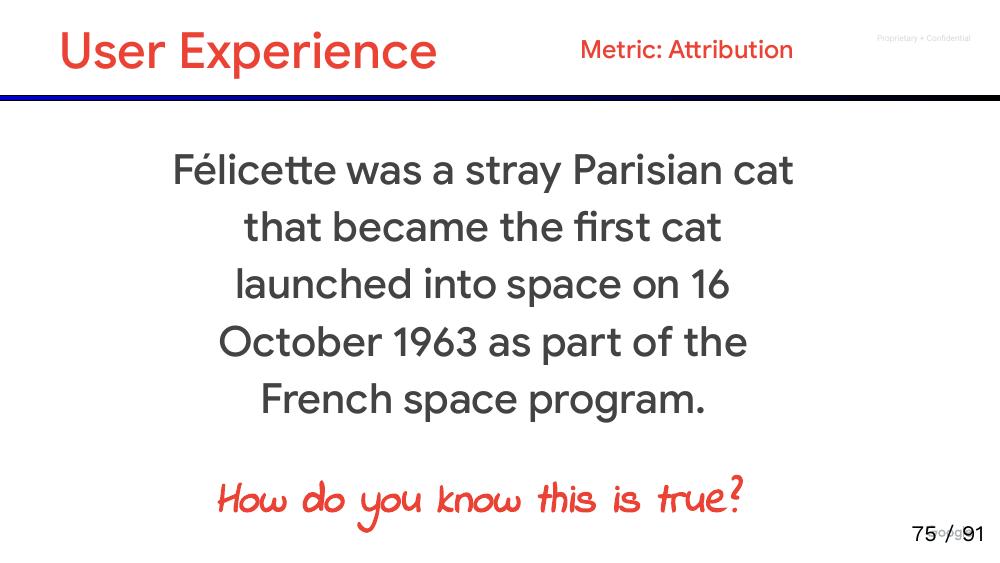 User Experience
Metric: Attribution
Proprietary + Confidential
Félicette was a stray Parisian cat
that became the first cat
launched into space on 16
October 1963 as part of the
French space program.
How do you know this is true?
75 / 91